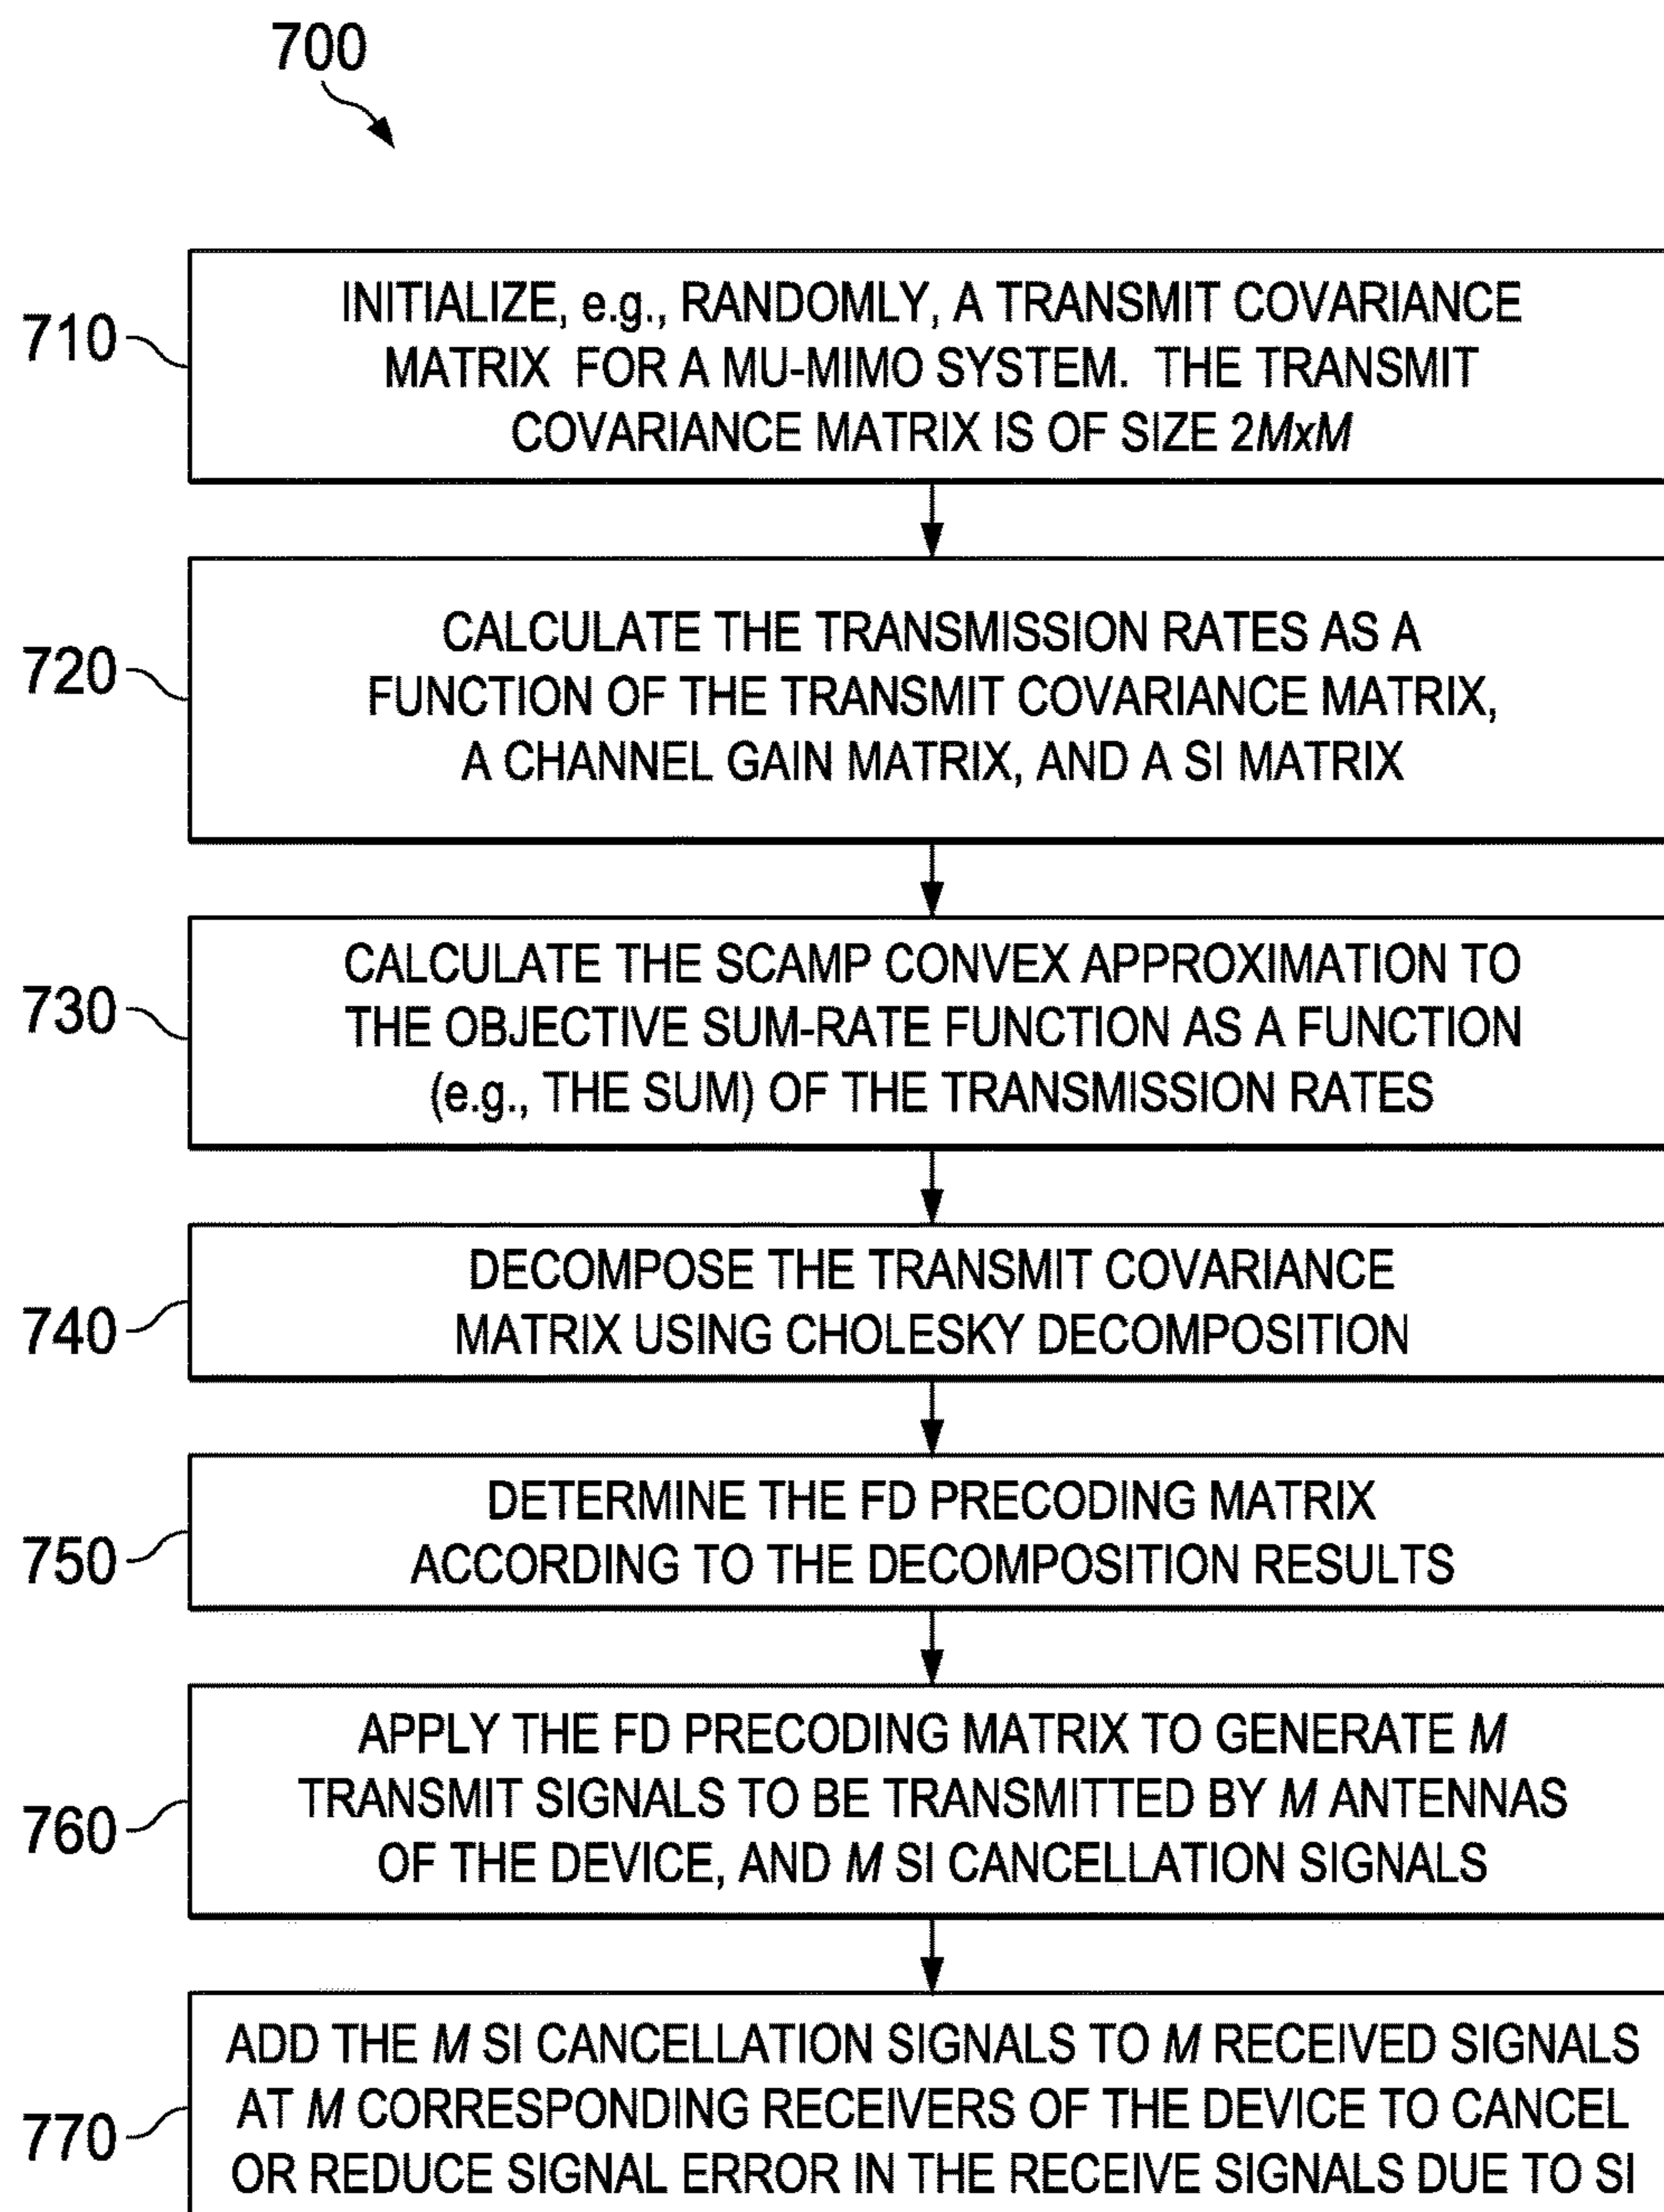 700
710
INITIALIZE, e.g., RANDOMLY, A TRANSMIT COVARIANCE
MATRIX FOR A MU-MIMO SYSTEM. THE TRANSMIT
COVARIANCE MATRIX IS OF SIZE 2MxM
720
CALCULATE THE TRANSMISSION RATES AS A
FUNCTION OF THE TRANSMIT COVARIANCE MATRIX,
A CHANNEL GAIN MATRIX, AND A SI MATRIX
730
CALCULATE THE SCAMP CONVEX APPROXIMATION TO
THE OBJECTIVE SUM-RATE FUNCTION AS A FUNCTION
(e.g., THE SUM) OF THE TRANSMISSION RATES
740
DECOMPOSE THE TRANSMIT COVARIANCE
MATRIX USING CHOLESKY DECOMPOSITION
750
DETERMINE THE FD PRECODING MATRIX
ACCORDING TO THE DECOMPOSITION RESULTS
760
APPLY THE FD PRECODING MATRIX TO GENERATE M
TRANSMIT SIGNALS TO BE TRANSMITTED BY M ANTENNAS
OF THE DEVICE, AND M SI CANCELLATION SIGNALS
770
ADD THE M SI CANCELLATION SIGNALS TO M RECEIVED SIGNALS
AT M CORRESPONDING RECEIVERS OF THE DEVICE TO CANCEL
OR REDUCE SIGNAL ERROR IN THE RECEIVE SIGNALS DUE TO SI